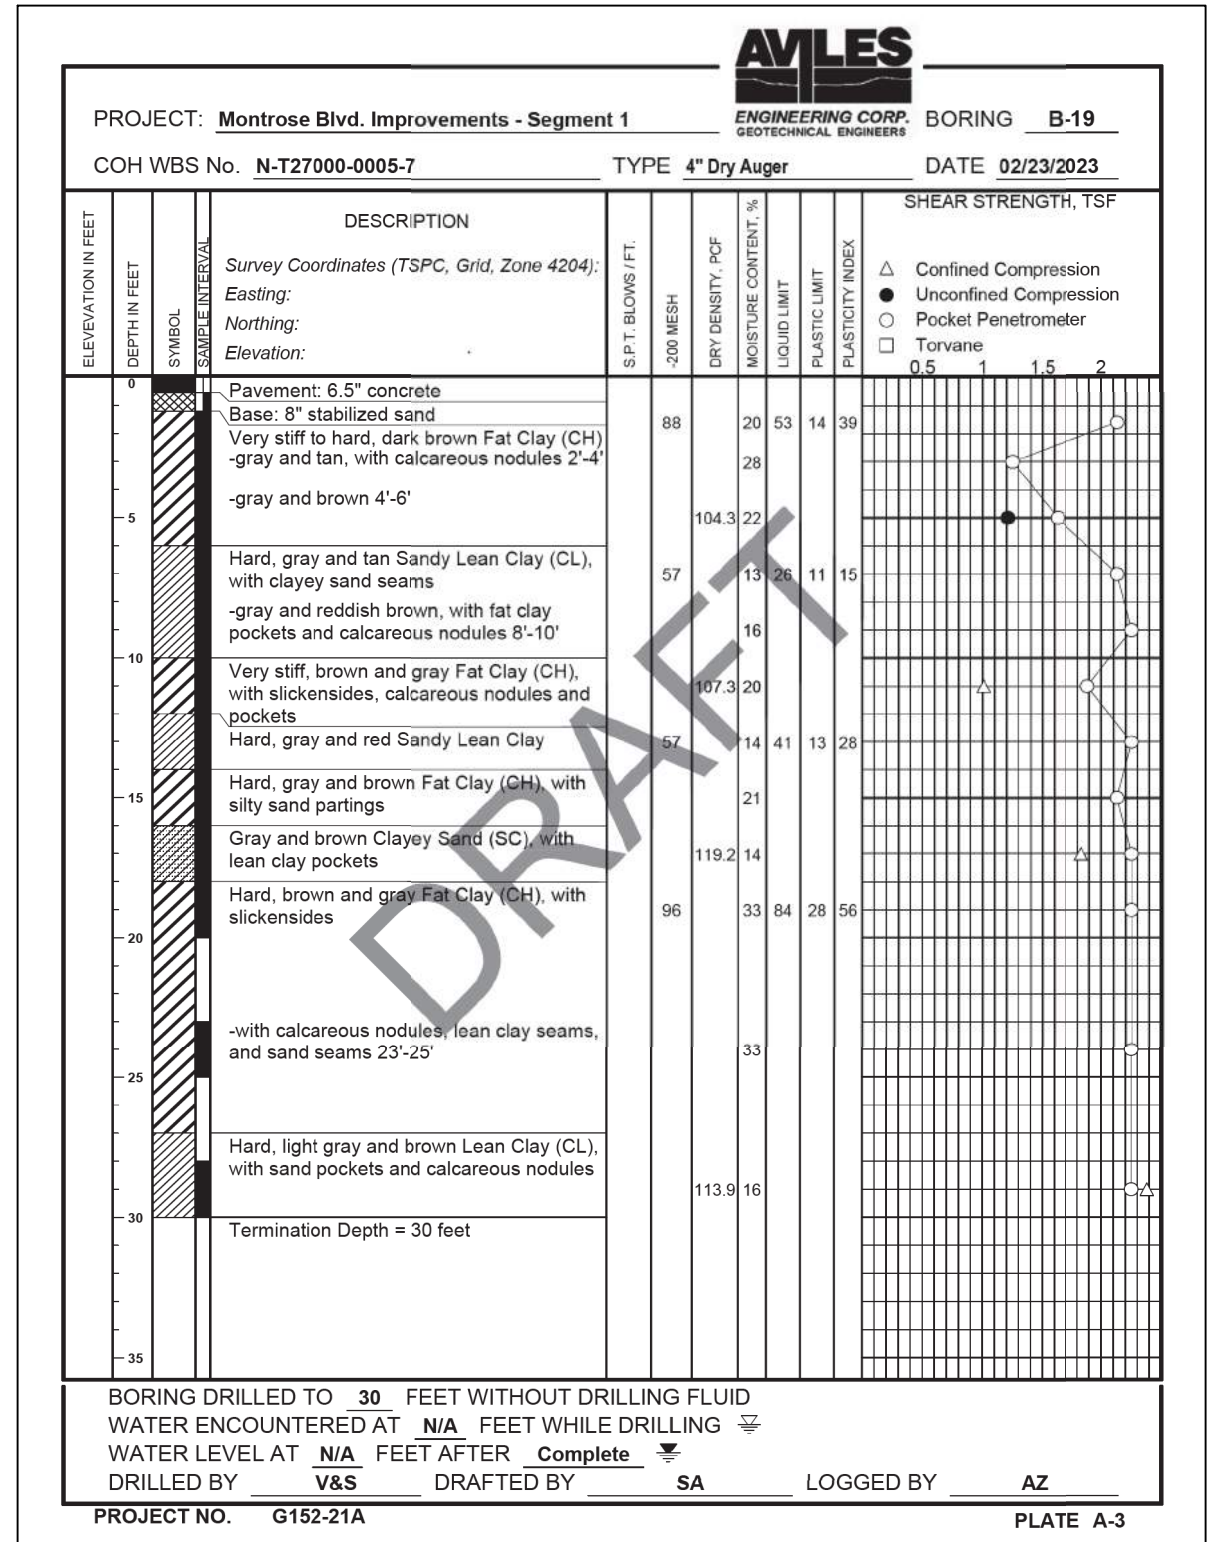 AVILES
ENGINEERING CORP.
GEOTECHNICAL ENGINEERS
PROJECT: Montrose Blvd. Improvements - Segment 1
BORING B-19
COH WBS No. N-T27000-0005-7
TYPE 4" Dry Auger
DATE 02/23/2023
ELEVEVATION IN FEET
DEPTH IN FEET
SYMBOL
SAMPLE INTERVAL
DESCRIPTION
Survey Coordinates (TSPC, Grid, Zone 4204):
Easting:
Northing:
Elevation:
S.P.T. BLOWS / FT.
-200 MESH
DRY DENSITY, PCF
MOISTURE CONTENT, %
LIQUID LIMIT
PLASTIC LIMIT
PLASTICITY INDEX
SHEAR STRENGTH, TSF
△ Confined Compression
● Unconfined Compression
○ Pocket Penetrometer
□ Torvane
0.5 1 1.5 2
0
Pavement: 6.5" concrete
Base: 8" stabilized sand
88 20 53 14 39
Very stiff to hard, dark brown Fat Clay (CH)
-gray and tan, with calcareous nodules 2'-4'
28
-gray and brown 4'-6'
5
104.3 22
Hard, gray and tan Sandy Lean Clay (CL),
with clayey sand seams
57 13 26 11 15
-gray and reddish brown, with fat clay
pockets and calcareous nodules 8'-10'
16
10
Very stiff, brown and gray Fat Clay (CH),
with slickensides, calcareous nodules and
pockets
107.3 20
Hard, gray and red Sandy Lean Clay
57 14 41 13 28
Hard, gray and brown Fat Clay (CH), with
silty sand partings
15
21
Gray and brown Clayey Sand (SC), with
lean clay pockets
119.2 14
Hard, brown and gray Fat Clay (CH), with
slickensides
96 33 84 28 56
20
-with calcareous nodules, lean clay seams,
and sand seams 23'-25'
33
25
Hard, light gray and brown Lean Clay (CL),
with sand pockets and calcareous nodules
113.9 16
30
Termination Depth = 30 feet
35
DRAFT
BORING DRILLED TO 30 FEET WITHOUT DRILLING FLUID
WATER ENCOUNTERED AT N/A FEET WHILE DRILLING
WATER LEVEL AT N/A FEET AFTER Complete
DRILLED BY V&S DRAFTED BY SA LOGGED BY AZ
PROJECT NO. G152-21A
PLATE A-3